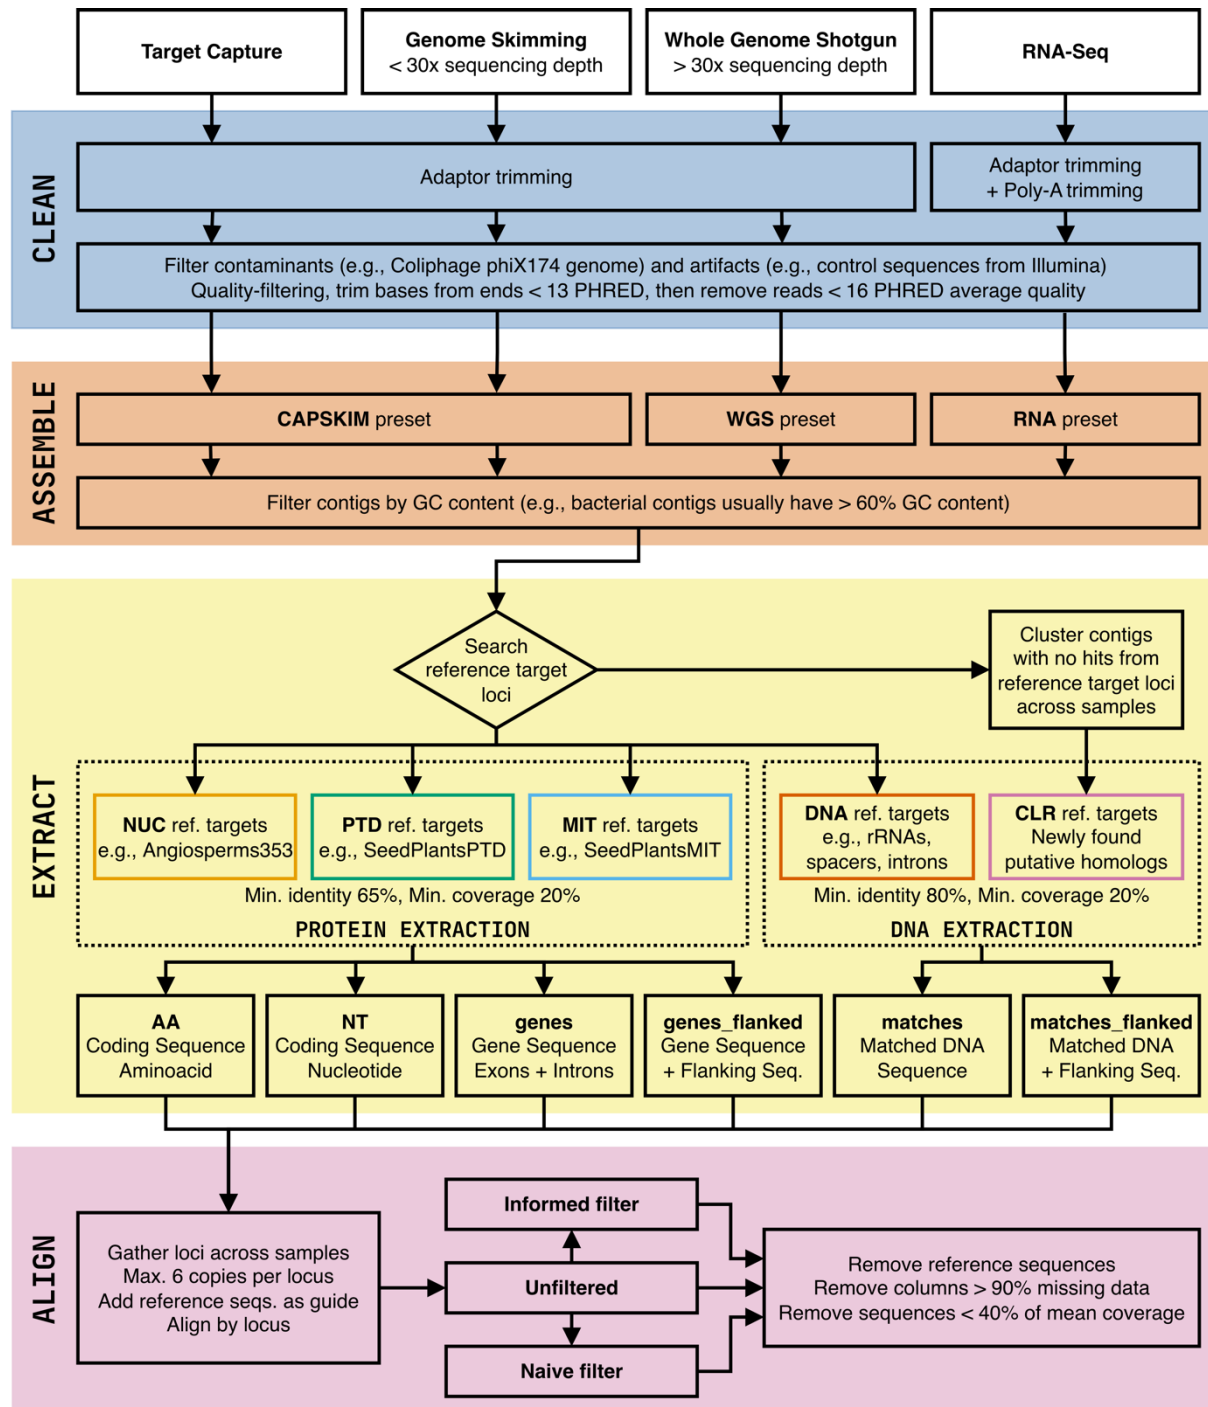 Target Capture
Genome Skimming
< 30x sequencing depth
Whole Genome Shotgun
> 30x sequencing depth
RNA-Seq
CLEAN
Adaptor trimming
Adaptor trimming
+ Poly-A trimming
Filter contaminants (e.g., Coliphage phiX174 genome) and artifacts (e.g., control sequences from Illumina)
Quality-filtering, trim bases from ends < 13 PHRED, then remove reads < 16 PHRED average quality
ASSEMBLE
CAPSKIM preset
WGS preset
RNA preset
Filter contigs by GC content (e.g., bacterial contigs usually have > 60% GC content)
EXTRACT
Search
reference target
loci
Cluster contigs
with no hits from
reference target loci
across samples
NUC ref. targets
e.g., Angiosperms353
PTD ref. targets
e.g., SeedPlantsPTD
MIT ref. targets
e.g., SeedPlantsMIT
Min. identity 65%, Min. coverage 20%
PROTEIN EXTRACTION
DNA ref. targets
e.g., rRNAs,
spacers, introns
CLR ref. targets
Newly found
putative homologs
Min. identity 80%, Min. coverage 20%
DNA EXTRACTION
AA
Coding Sequence
Aminoacid
NT
Coding Sequence
Nucleotide
genes
Gene Sequence
Exons + Introns
genes_flanked
Gene Sequence
+ Flanking Seq.
matches
Matched DNA
Sequence
matches_flanked
Matched DNA
+ Flanking Seq.
ALIGN
Gather loci across samples
Max. 6 copies per locus
Add reference seqs. as guide
Align by locus
Informed filter
Unfiltered
Naive filter
Remove reference sequences
Remove columns > 90% missing data
Remove sequences < 40% of mean coverage